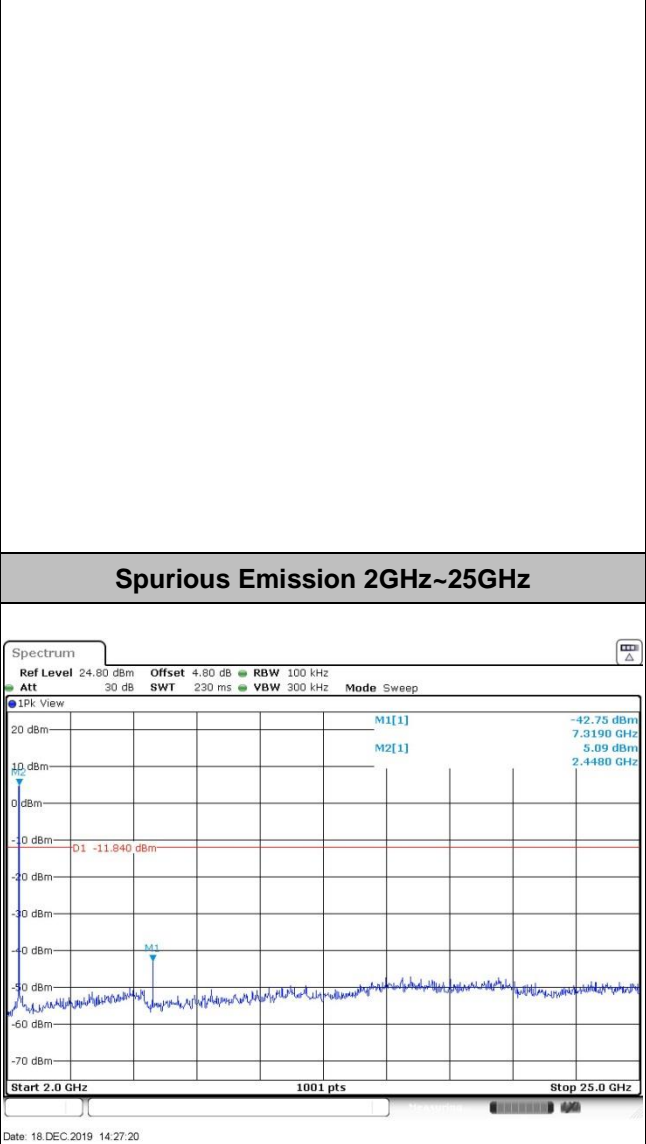 Spurious Emission 2GHz~25GHz
Spectrum
Ref Level 24.80 dBm Offset 4.80 dB RBW 100 kHz
Att 30 dB SWT 230 ms VBW 300 kHz Mode Sweep
1Pk View
M1[1] -42.75 dBm
7.3190 GHz
M2[1] 5.09 dBm
2.4480 GHz
20 dBm
10 dBm
M2
0 dBm
-10 dBm
D1 -11.840 dBm
-20 dBm
-30 dBm
-40 dBm
M1
-50 dBm
-60 dBm
-70 dBm
Start 2.0 GHz 1001 pts Stop 25.0 GHz
Date: 18.DEC.2019 14:27:20